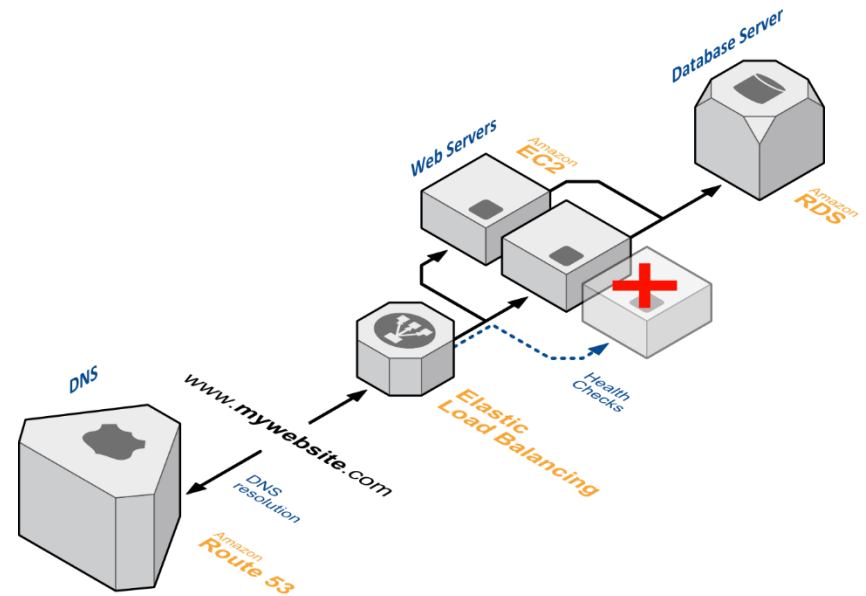 Database Server
Amazon
RDS
Web Servers
Amazon
EC2
Health
Checks
Elastic
Load Balancing
DNS
www.mywebsite.com
DNS
resolution
Amazon
Route 53